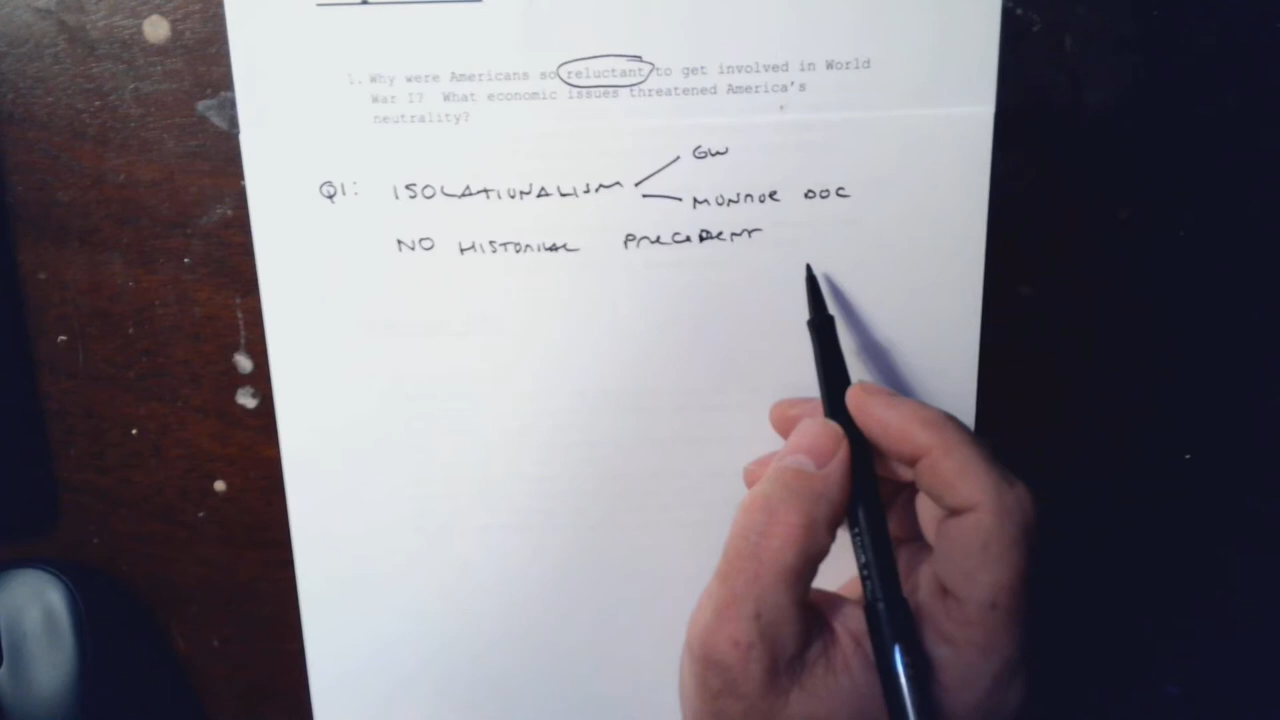 1. Why were Americans so reluctant to get involved in World
War I? What economic issues threatened America's
neutrality?
GW
Q1: ISOLATIONALISM
MONROE DOC
NO HISTORICAL PRECEDENT